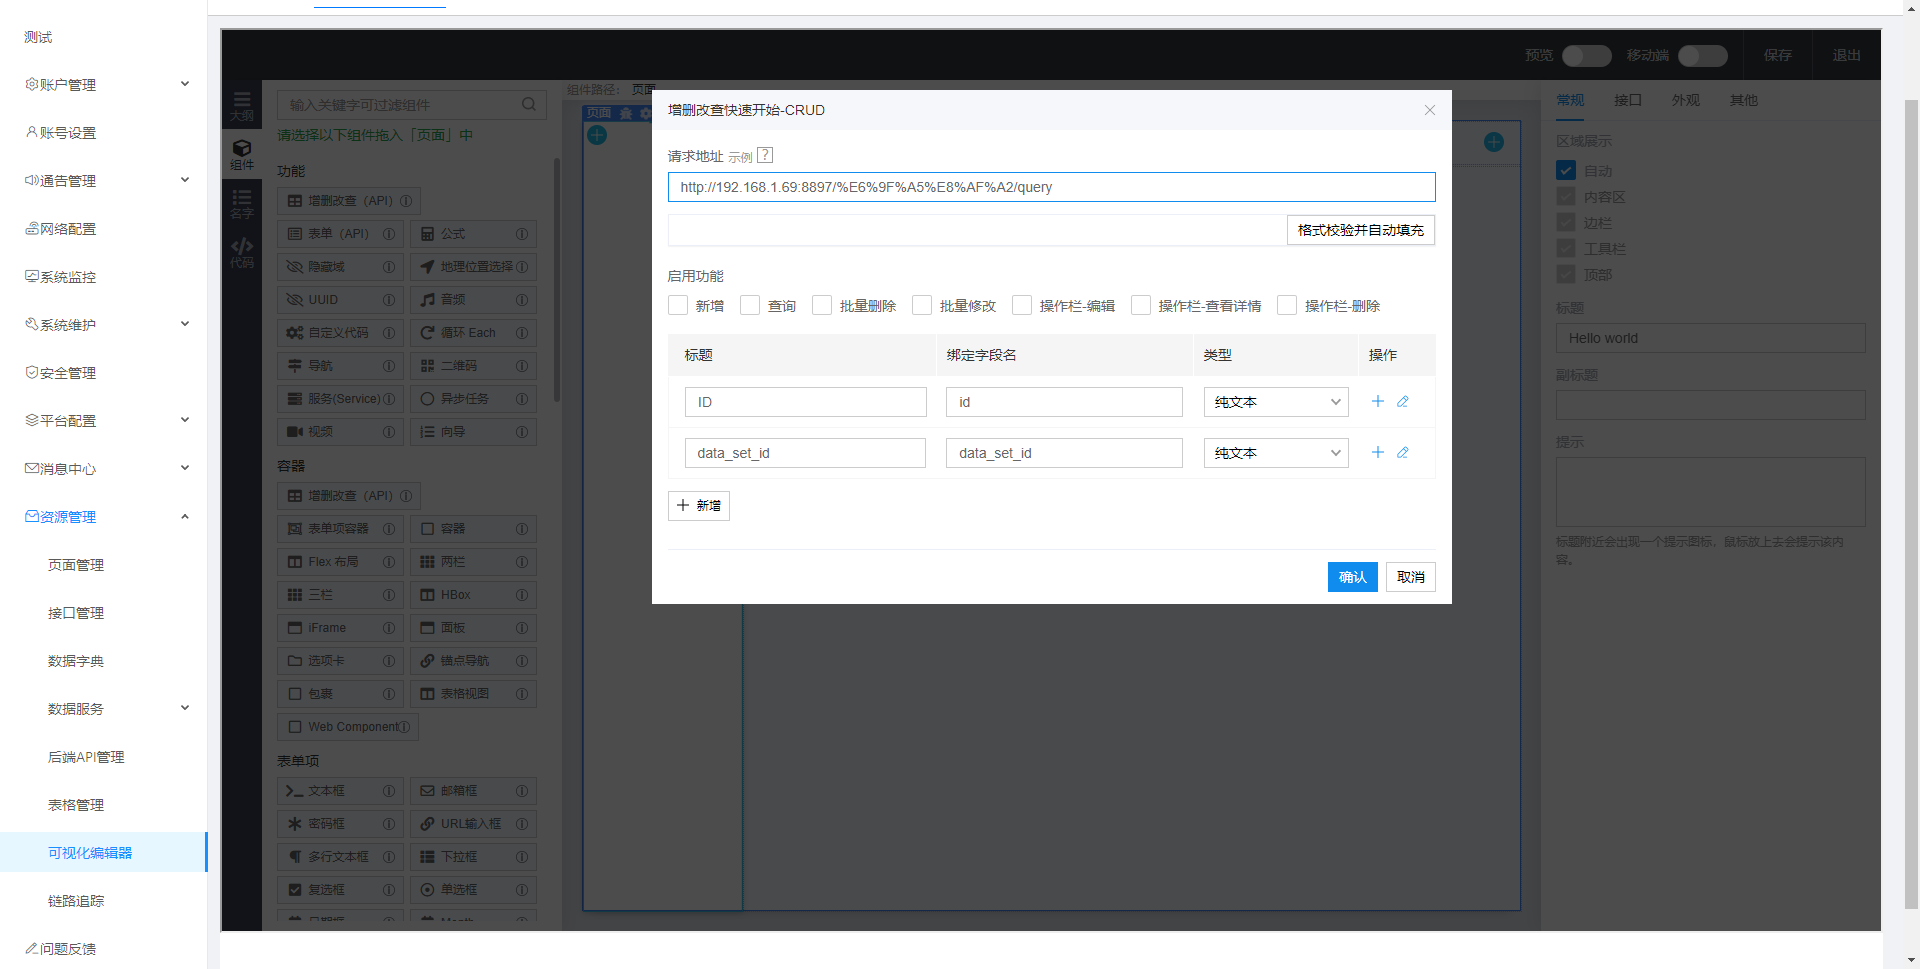 测试
账户管理
账号设置
通告管理
网络配置
系统监控
系统维护
安全管理
平台配置
消息中心
资源管理
页面管理
接口管理
数据字典
数据服务
后端API管理
表格管理
可视化编辑器
链路追踪
问题反馈
预览 移动端 保存 退出
大纲
组件
名字
代码
输入关键字可过滤组件
请选择以下组件拖入「页面」中
功能
增删改查（API）
表单（API） 公式
隐藏域 地理位置选择
UUID 音频
自定义代码 循环 Each
导航 二维码
服务(Service) 异步任务
视频 向导
容器
增删改查（API）
表单项容器 容器
Flex 布局 两栏
三栏 HBox
iFrame 面板
选项卡 锚点导航
包裹 表格视图
Web Component
表单项
文本框 邮箱框
密码框 URL输入框
多行文本框 下拉框
复选框 单选框
日期框 Month
组件路径： 页面
页面
增删改查快速开始-CRUD
请求地址 示例 ?
http://192.168.1.69:8897/%E6%9F%A5%E8%AF%A2/query
格式校验并自动填充
启用功能
新增 查询 批量删除 批量修改 操作栏-编辑 操作栏-查看详情 操作栏-删除
标题 绑定字段名 类型 操作
ID id 纯文本
data_set_id data_set_id 纯文本
新增
确认 取消
常规 接口 外观 其他
区域展示
自动
内容区
边栏
工具栏
顶部
标题
Hello world
副标题
提示
标题附近会出现一个提示图标，鼠标放上去会提示该内
容。